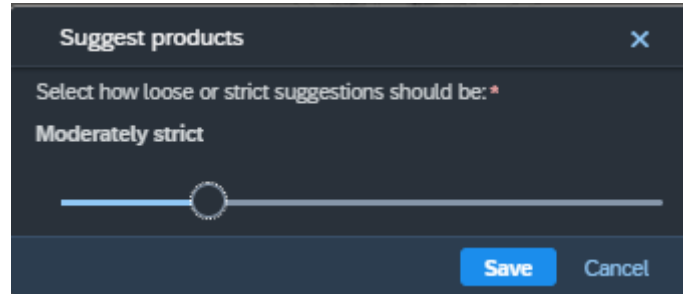 Suggest products
Select how loose or strict suggestions should be:*
Moderately strict
Save Cancel